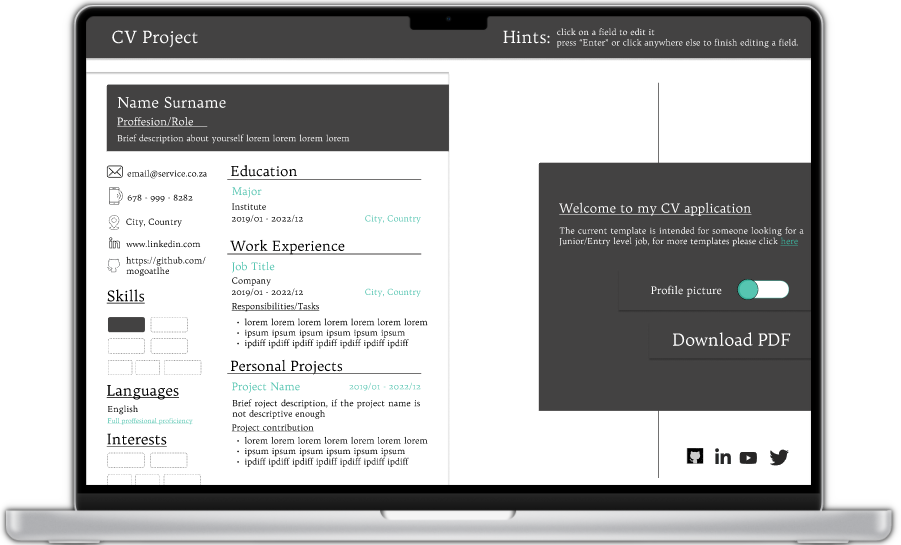 CV Project
Hints:
click on a field to edit it
press "Enter" or click anywhere else to finish editing a field.
Name Surname
Proffesion/Role
Brief description about yourself lorem lorem lorem lorem
email@service.co.za
678 - 999 - 8282
City, Country
www.linkedin.com
https://github.com/
mogoatlhe
Skills
Languages
English
Full proffesional proficiency
Interests
Education
Major
Institute
2019/01 - 2022/12 City, Country
Work Experience
Job Title
Company
2019/01 - 2022/12 City, Country
Responsibilities/Tasks
• lorem lorem lorem lorem lorem lorem lorem
• ipsum ipsum ipsum ipsum ipsum ipsum
• ipdiff ipdiff ipdiff ipdiff ipdiff ipdiff
Personal Projects
Project Name 2019/01 - 2022/12
Brief roject description, if the project name is
not descriptive enough
Project contribution
• lorem lorem lorem lorem lorem lorem lorem
• ipsum ipsum ipsum ipsum ipsum ipsum
• ipdiff ipdiff ipdiff ipdiff ipdiff ipdiff
Welcome to my CV application
The current template is intended for someone looking for a
Junior/Entry level job, for more templates please click here
Profile picture
Download PDF
in